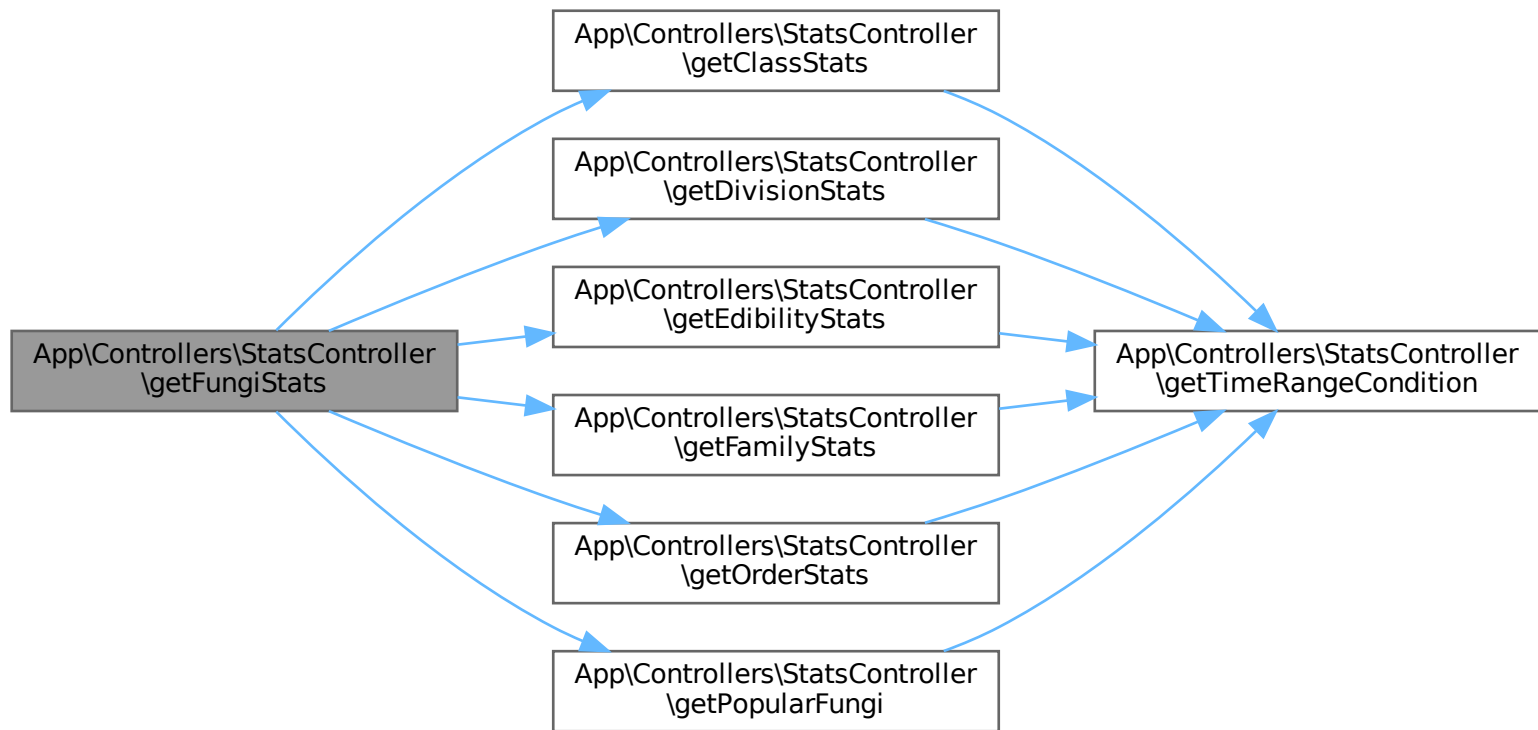 App\Controllers\StatsController
\getFungiStats
App\Controllers\StatsController
\getClassStats
App\Controllers\StatsController
\getDivisionStats
App\Controllers\StatsController
\getEdibilityStats
App\Controllers\StatsController
\getFamilyStats
App\Controllers\StatsController
\getOrderStats
App\Controllers\StatsController
\getPopularFungi
App\Controllers\StatsController
\getTimeRangeCondition